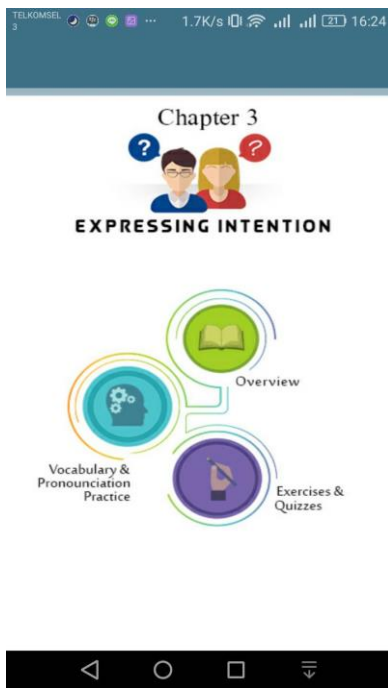 TELKOMSEL
3
... 1.7K/s 21 16:24
Chapter 3
? ?
EXPRESSING INTENTION
Overview
Vocabulary &
Pronounciation
Practice
Exercises &
Quizzes